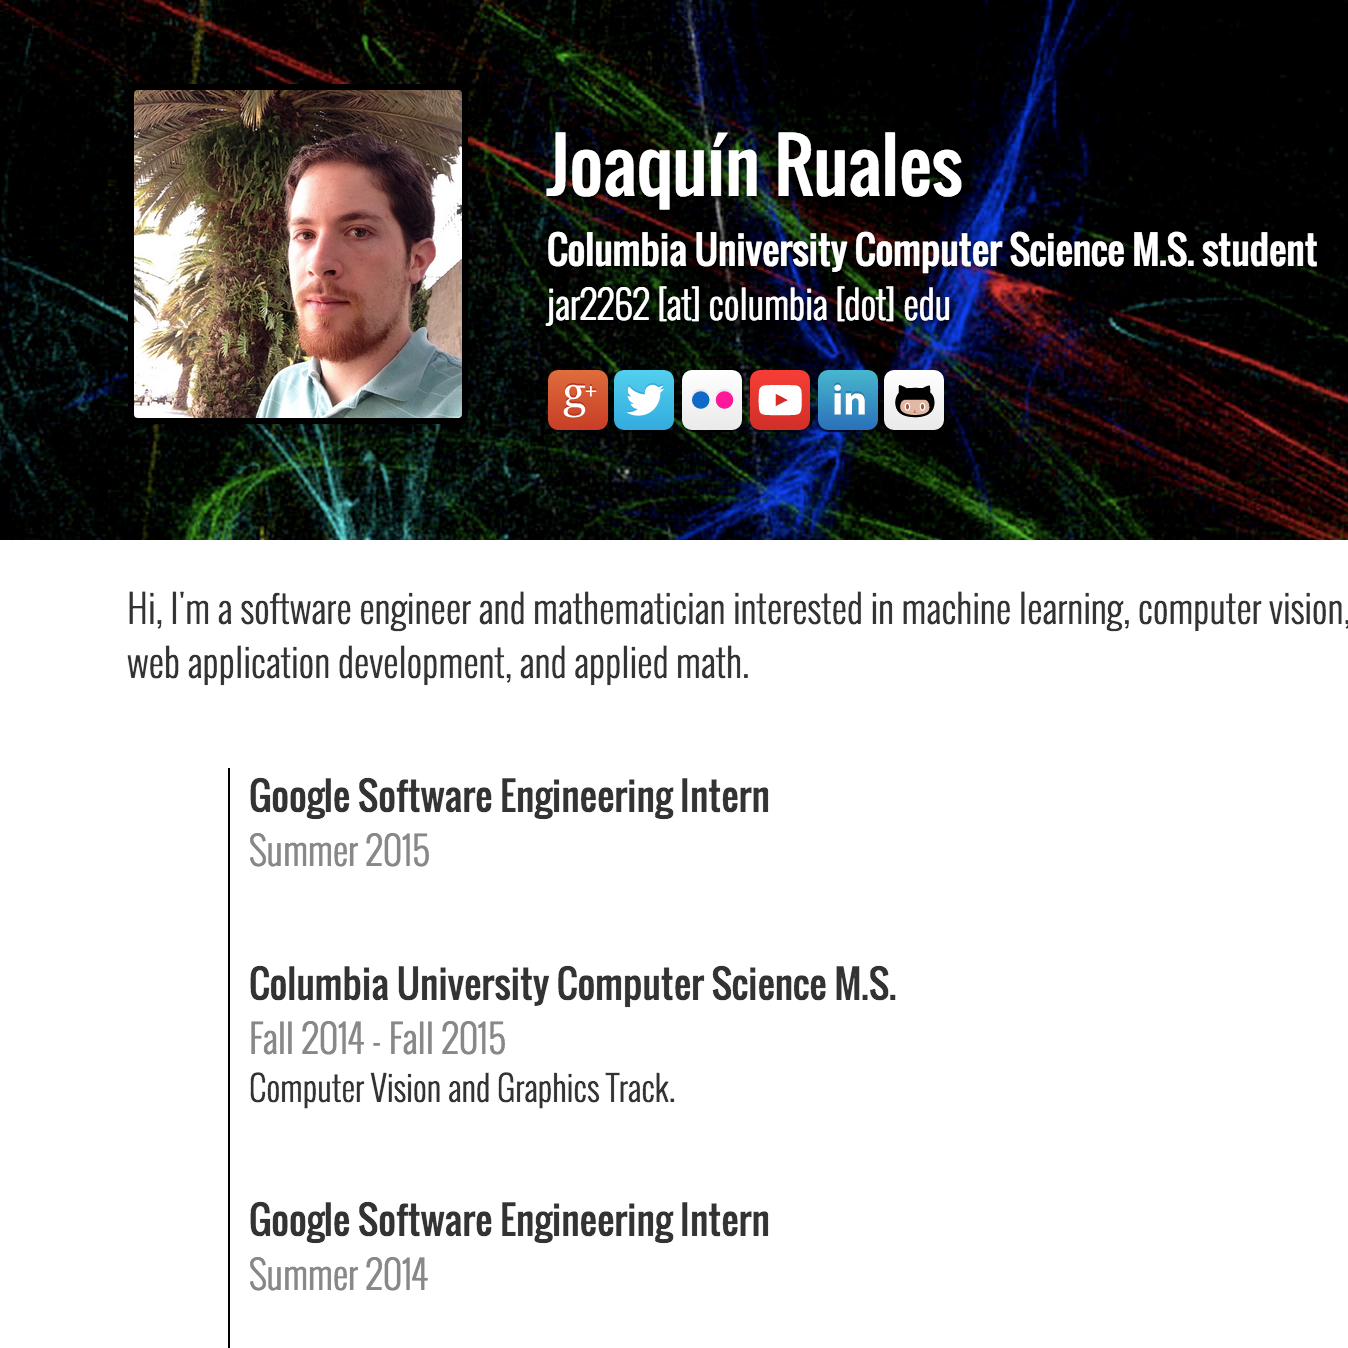 Joaquín Ruales
Columbia University Computer Science M.S. student
jar2262 [at] columbia [dot] edu
g+
in
Hi, I'm a software engineer and mathematician interested in machine learning, computer vision,
web application development, and applied math.
Google Software Engineering Intern
Summer 2015
Columbia University Computer Science M.S.
Fall 2014 - Fall 2015
Computer Vision and Graphics Track.
Google Software Engineering Intern
Summer 2014